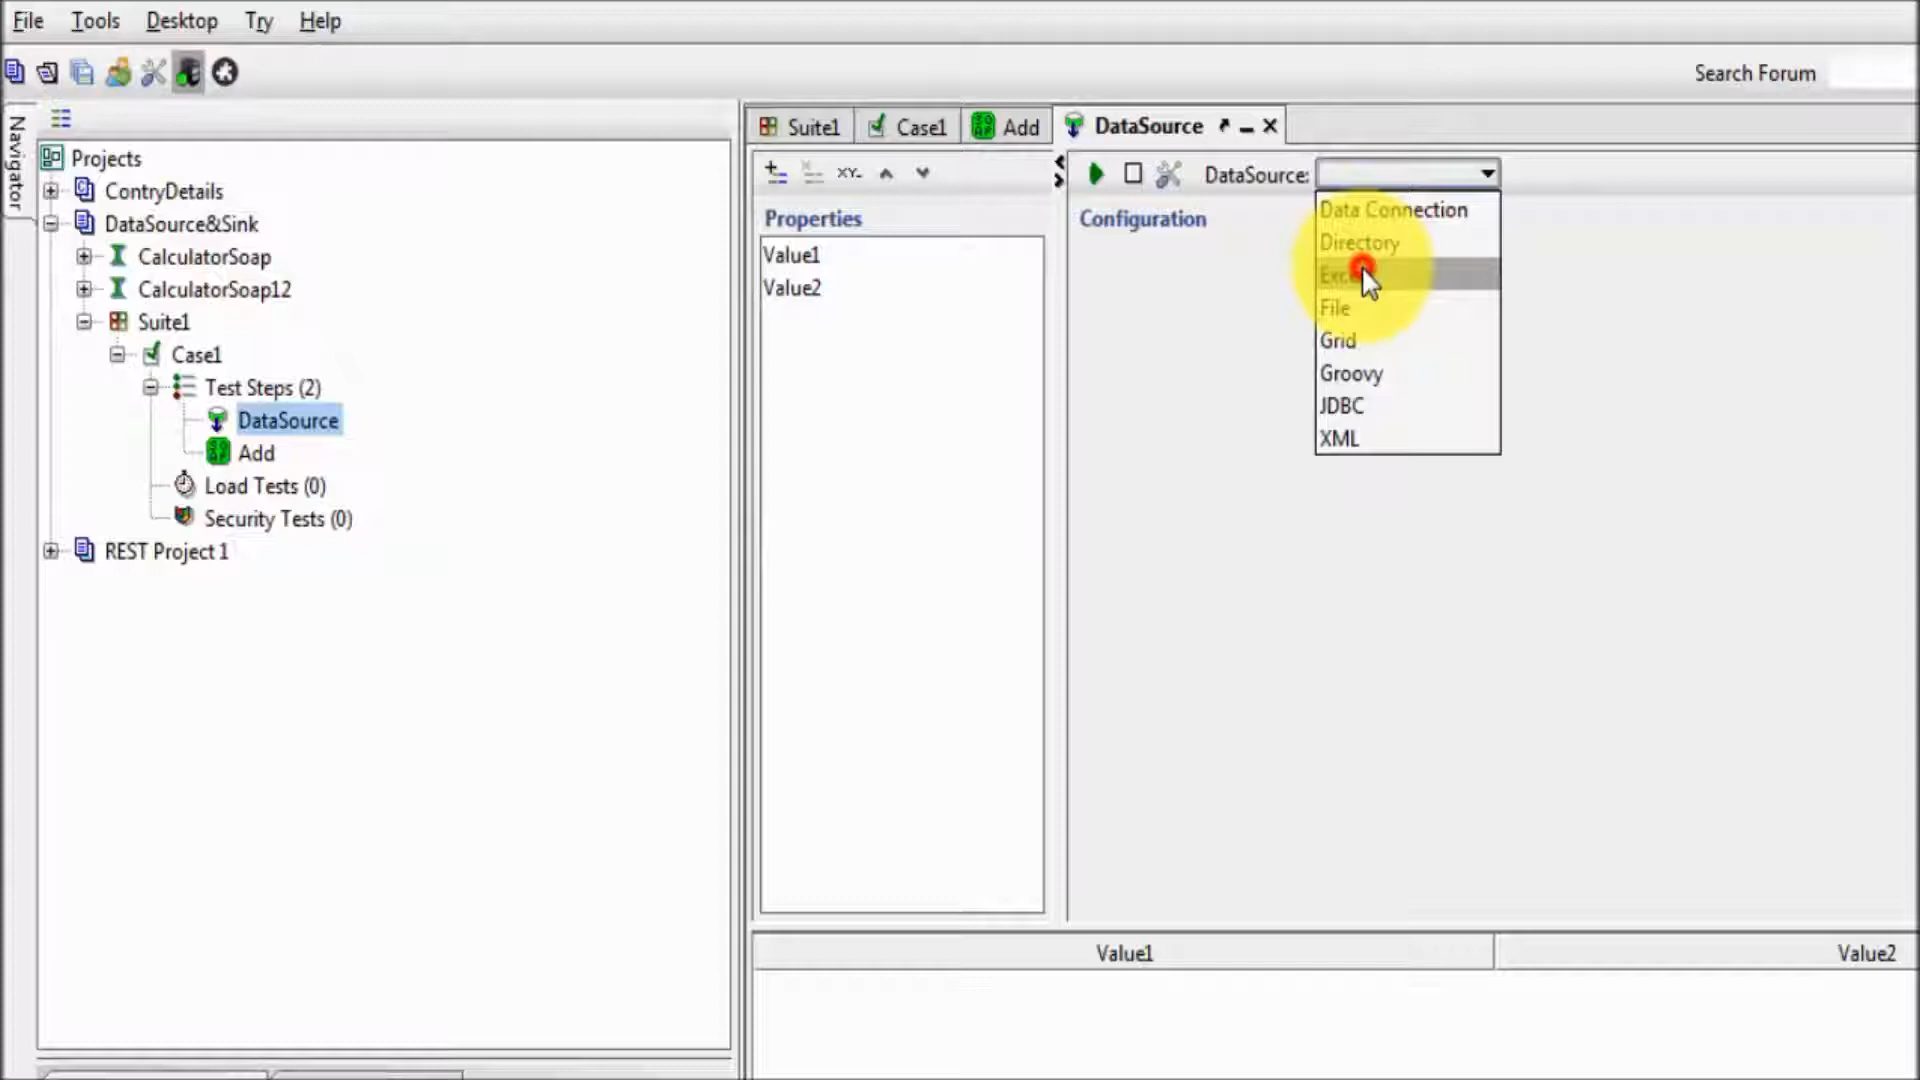 File Tools Desktop Try Help
Search Forum
Navigator
Projects
ContryDetails
DataSource&Sink
CalculatorSoap
CalculatorSoap12
Suite1
Case1
Test Steps (2)
DataSource
Add
Load Tests (0)
Security Tests (0)
REST Project 1
Suite1 Case1 Add DataSource
XY- DataSource:
Properties
Value1
Value2
Configuration
Data Connection
Directory
File
Grid
Groovy
JDBC
XML
Value1 Value2